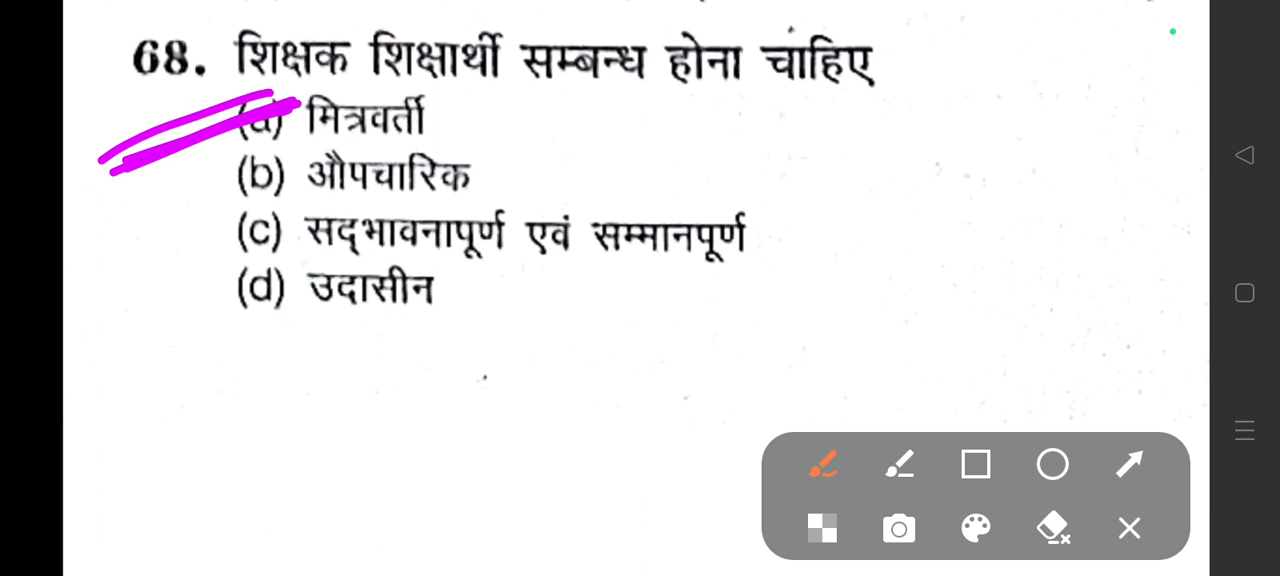 68. शिक्षक शिक्षार्थी सम्बन्ध होना चाहिए
(a) मित्रवर्ती
(b) औपचारिक
(c) सद्भावनापूर्ण एवं सम्मानपूर्ण
(d) उदासीन